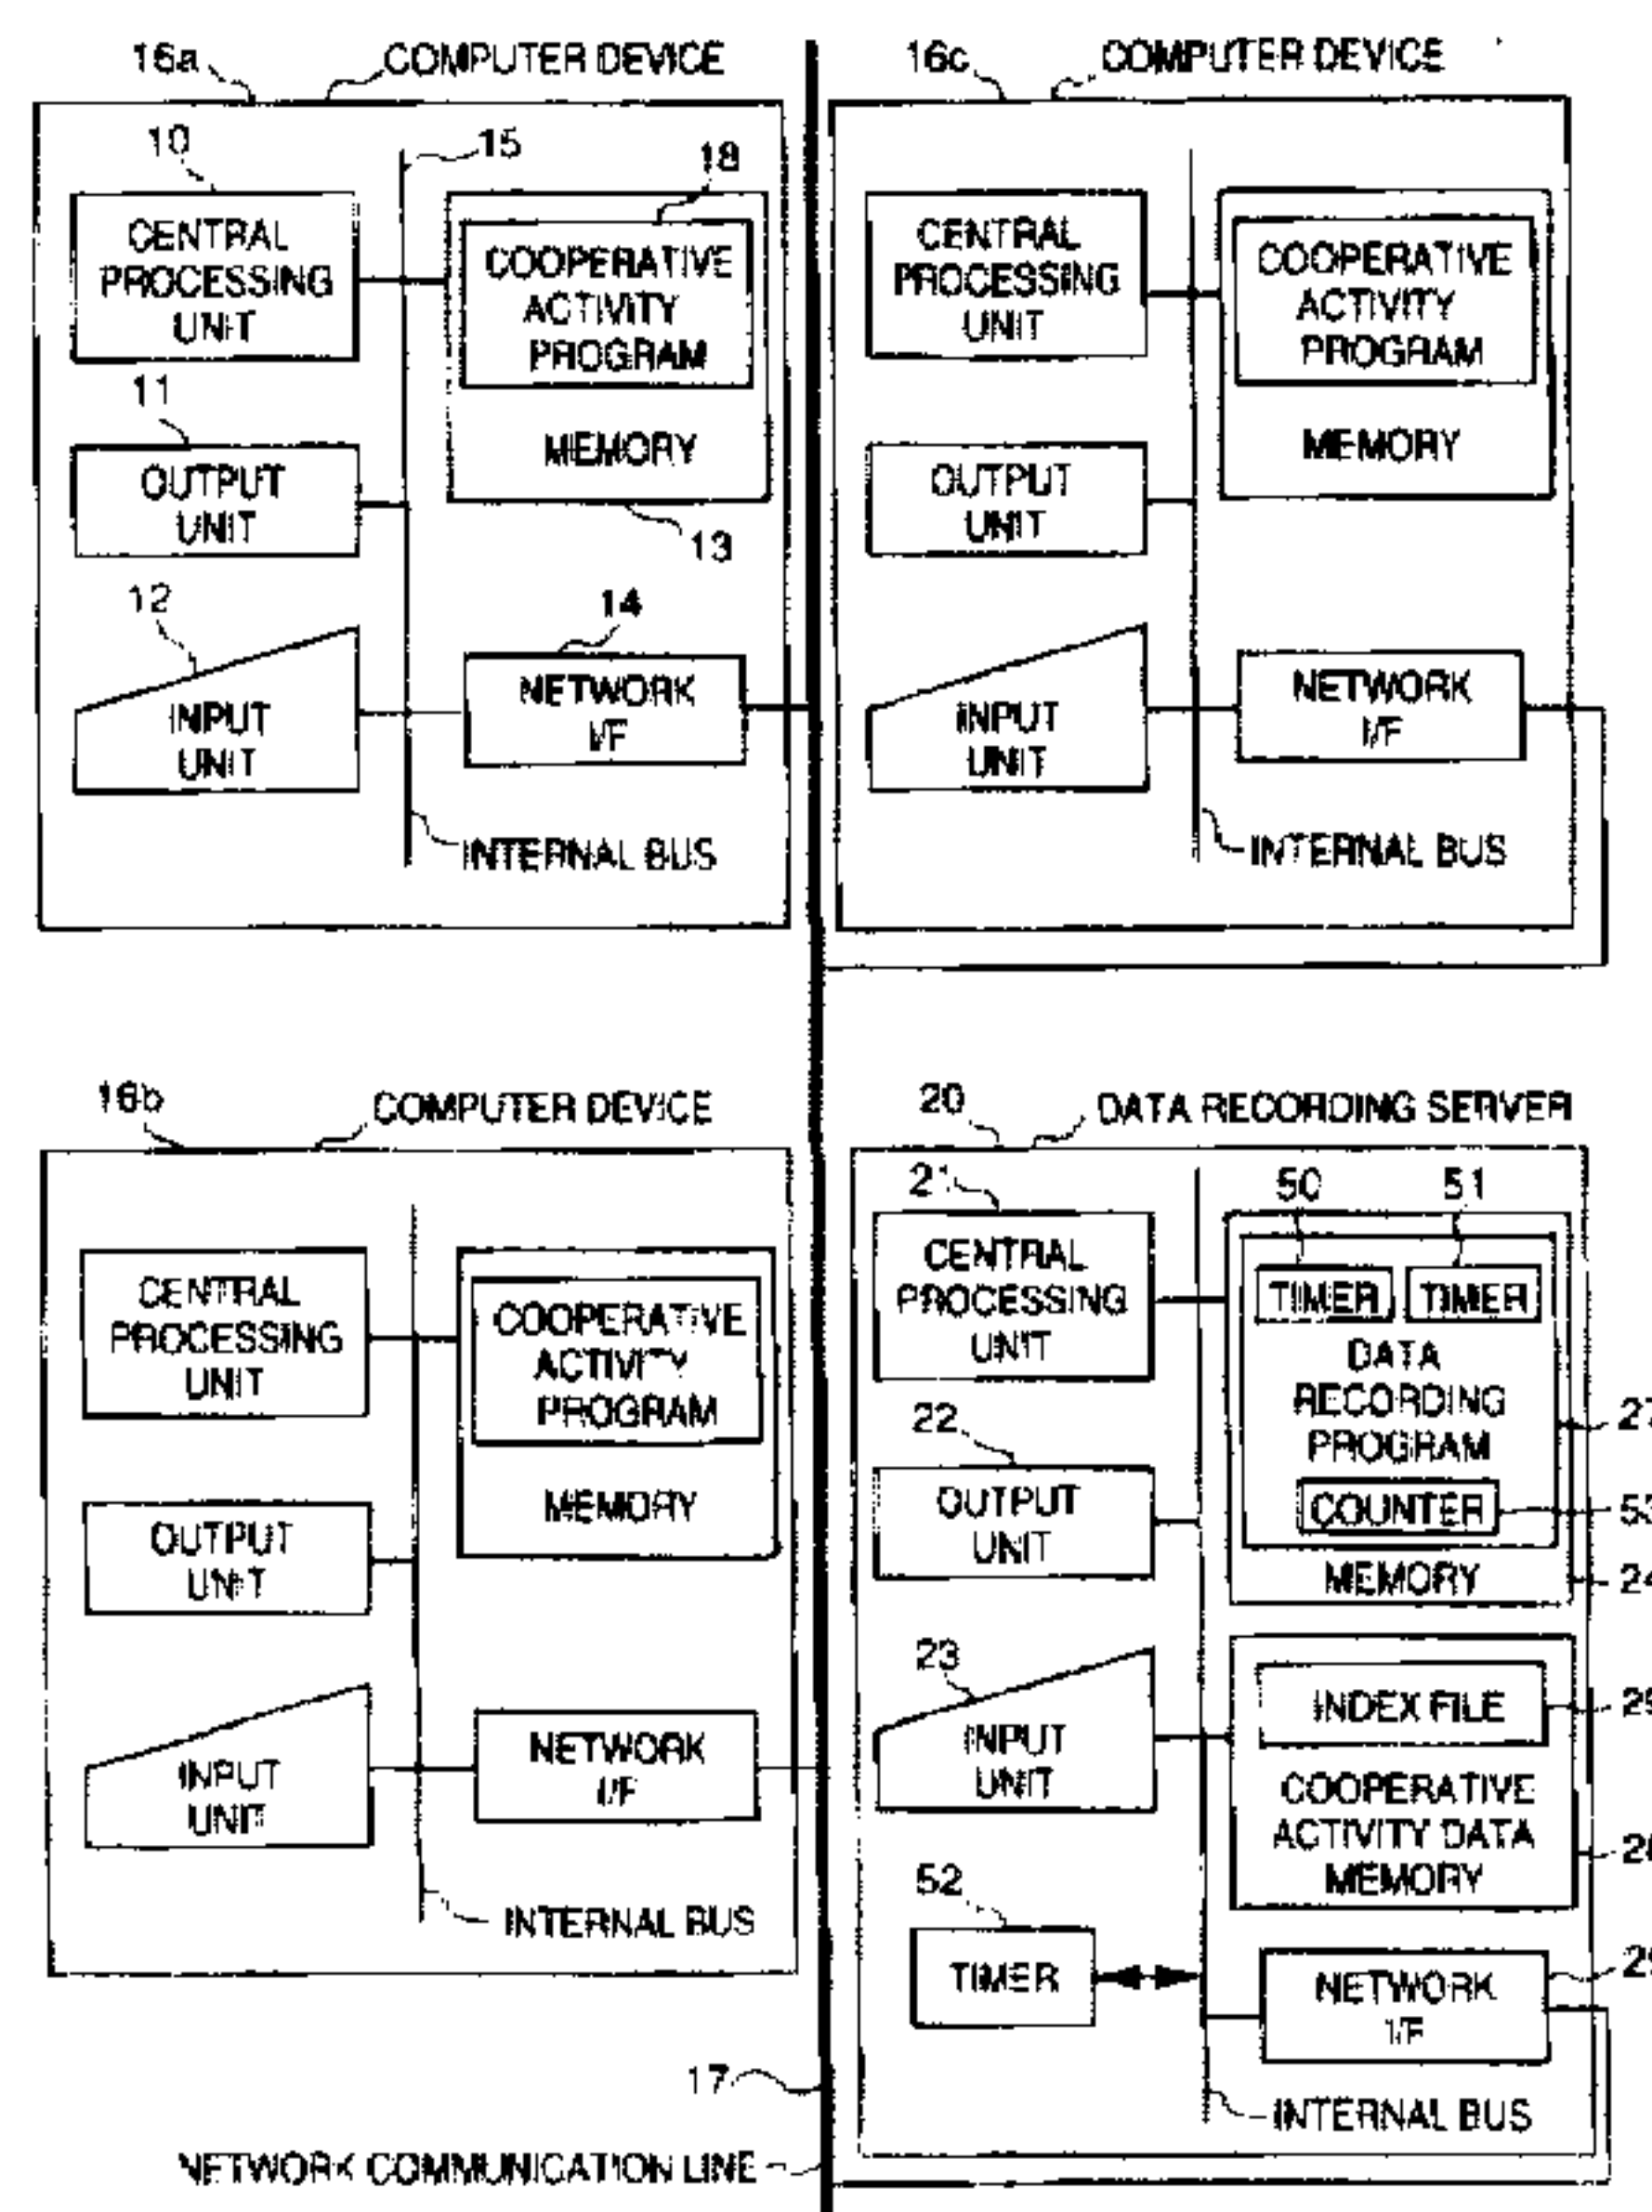 16a
COMPUTER DEVICE
10
15
18
CENTRAL
PROCESSING
UNIT
COOPERATIVE
ACTIVITY
PROGRAM
11
OUTPUT
UNIT
MEMORY
13
12
14
INPUT
UNIT
NETWORK
I/F
INTERNAL BUS
16c
COMPUTER DEVICE
CENTRAL
PROCESSING
UNIT
COOPERATIVE
ACTIVITY
PROGRAM
OUTPUT
UNIT
MEMORY
INPUT
UNIT
NETWORK
I/F
INTERNAL BUS
16b
COMPUTER DEVICE
CENTRAL
PROCESSING
UNIT
COOPERATIVE
ACTIVITY
PROGRAM
OUTPUT
UNIT
MEMORY
INPUT
UNIT
NETWORK
I/F
INTERNAL BUS
20
DATA RECORDING SERVER
21
50
51
CENTRAL
PROCESSING
UNIT
TIMER
TIMER
DATA
RECORDING
PROGRAM
27
22
OUTPUT
UNIT
COUNTER
53
MEMORY
24
23
INPUT
UNIT
INDEX FILE
COOPERATIVE
ACTIVITY DATA
MEMORY
52
TIMER
NETWORK
I/F
INTERNAL BUS
17
NETWORK COMMUNICATION LINE